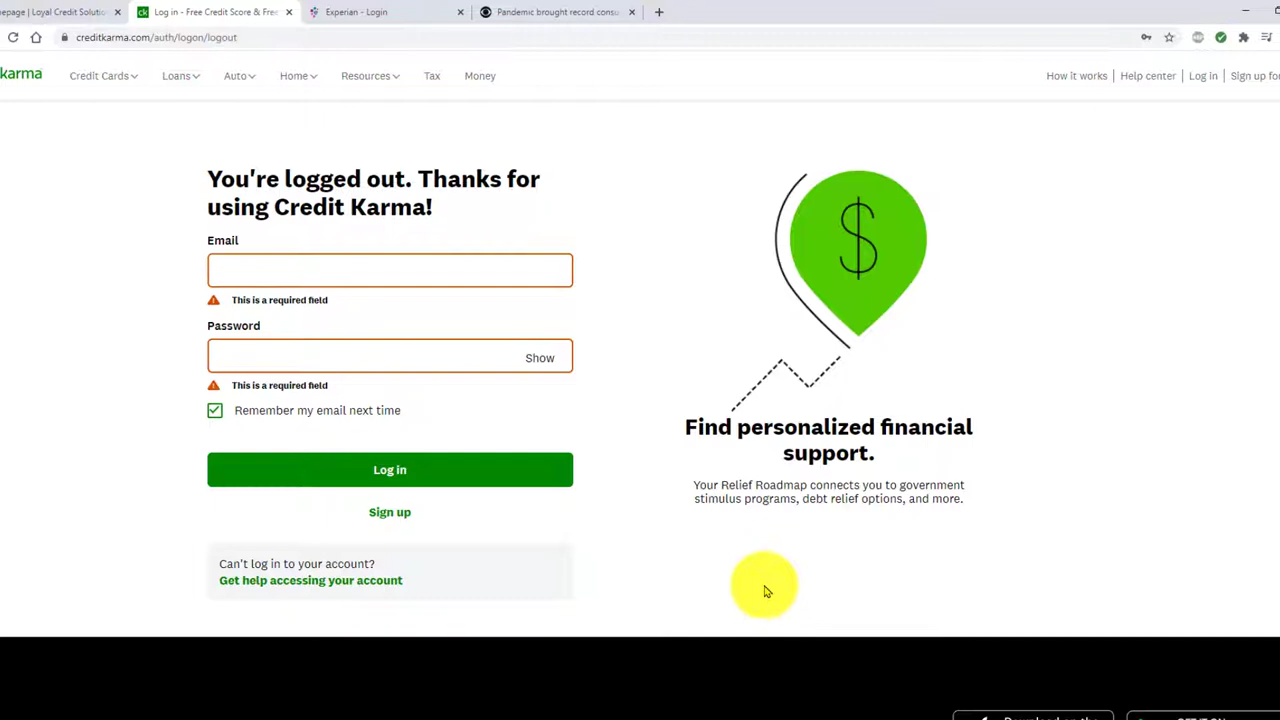 epage | Loyal Credit Solutio
Log in - Free Credit Score & Free
Experian - Login
Pandemic brought record consu
creditkarma.com/auth/logon/logout
karma
Credit Cards
Loans
Auto
Home
Resources
Tax
Money
How it works
Help center
Log in
Sign up fo
You're logged out. Thanks for
using Credit Karma!
Email
This is a required field
Password
Show
This is a required field
Remember my email next time
Log in
Sign up
Can't log in to your account?
Get help accessing your account
$
Find personalized financial
support.
Your Relief Roadmap connects you to government
stimulus programs, debt relief options, and more.